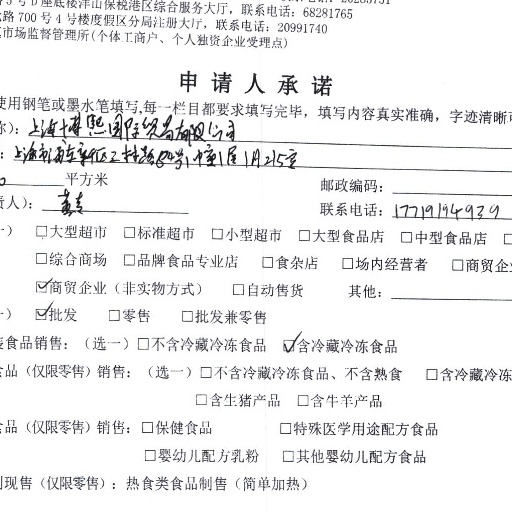 5号D座底楼洋山保税港区综合服务大厅，联系电话：20285751
路700号4号楼度假区分局注册大厅，联系电话：20991740
市场监督管理所(个体工商户、个人独资企业受理点) 68281765
申请人承诺
使用钢笔或墨水笔填写,每一栏目都要求填写完毕，填写内容真实准确，字迹清晰可
称)：上海博熙国际贸易有限公司
：上海市浦东新区 1层1月215室
0 平方米 邮政编码：
责人)： 联系电话：17719194939
一) □大型超市 □标准超市 □小型超市 □大型食品店 □中型食品店 □
□综合商场 □品牌食品专业店 □食杂店 □场内经营者 □商贸企业
☑商贸企业（非实物方式） □自动售货 其他：
一) ☑批发 □零售 □批发兼零售
装食品销售：（选一）□不含冷藏冷冻食品 ☑含冷藏冷冻食品
食品（仅限零售）销售：（选一）□不含冷藏冷冻食品、不含熟食 □含冷藏冷冻
□含生猪产品 □含牛羊产品
食品（仅限零售）销售：□保健食品 □特殊医学用途配方食品
□婴幼儿配方乳粉 □其他婴幼儿配方食品
制现售（仅限零售）：热食类食品制售（简单加热）